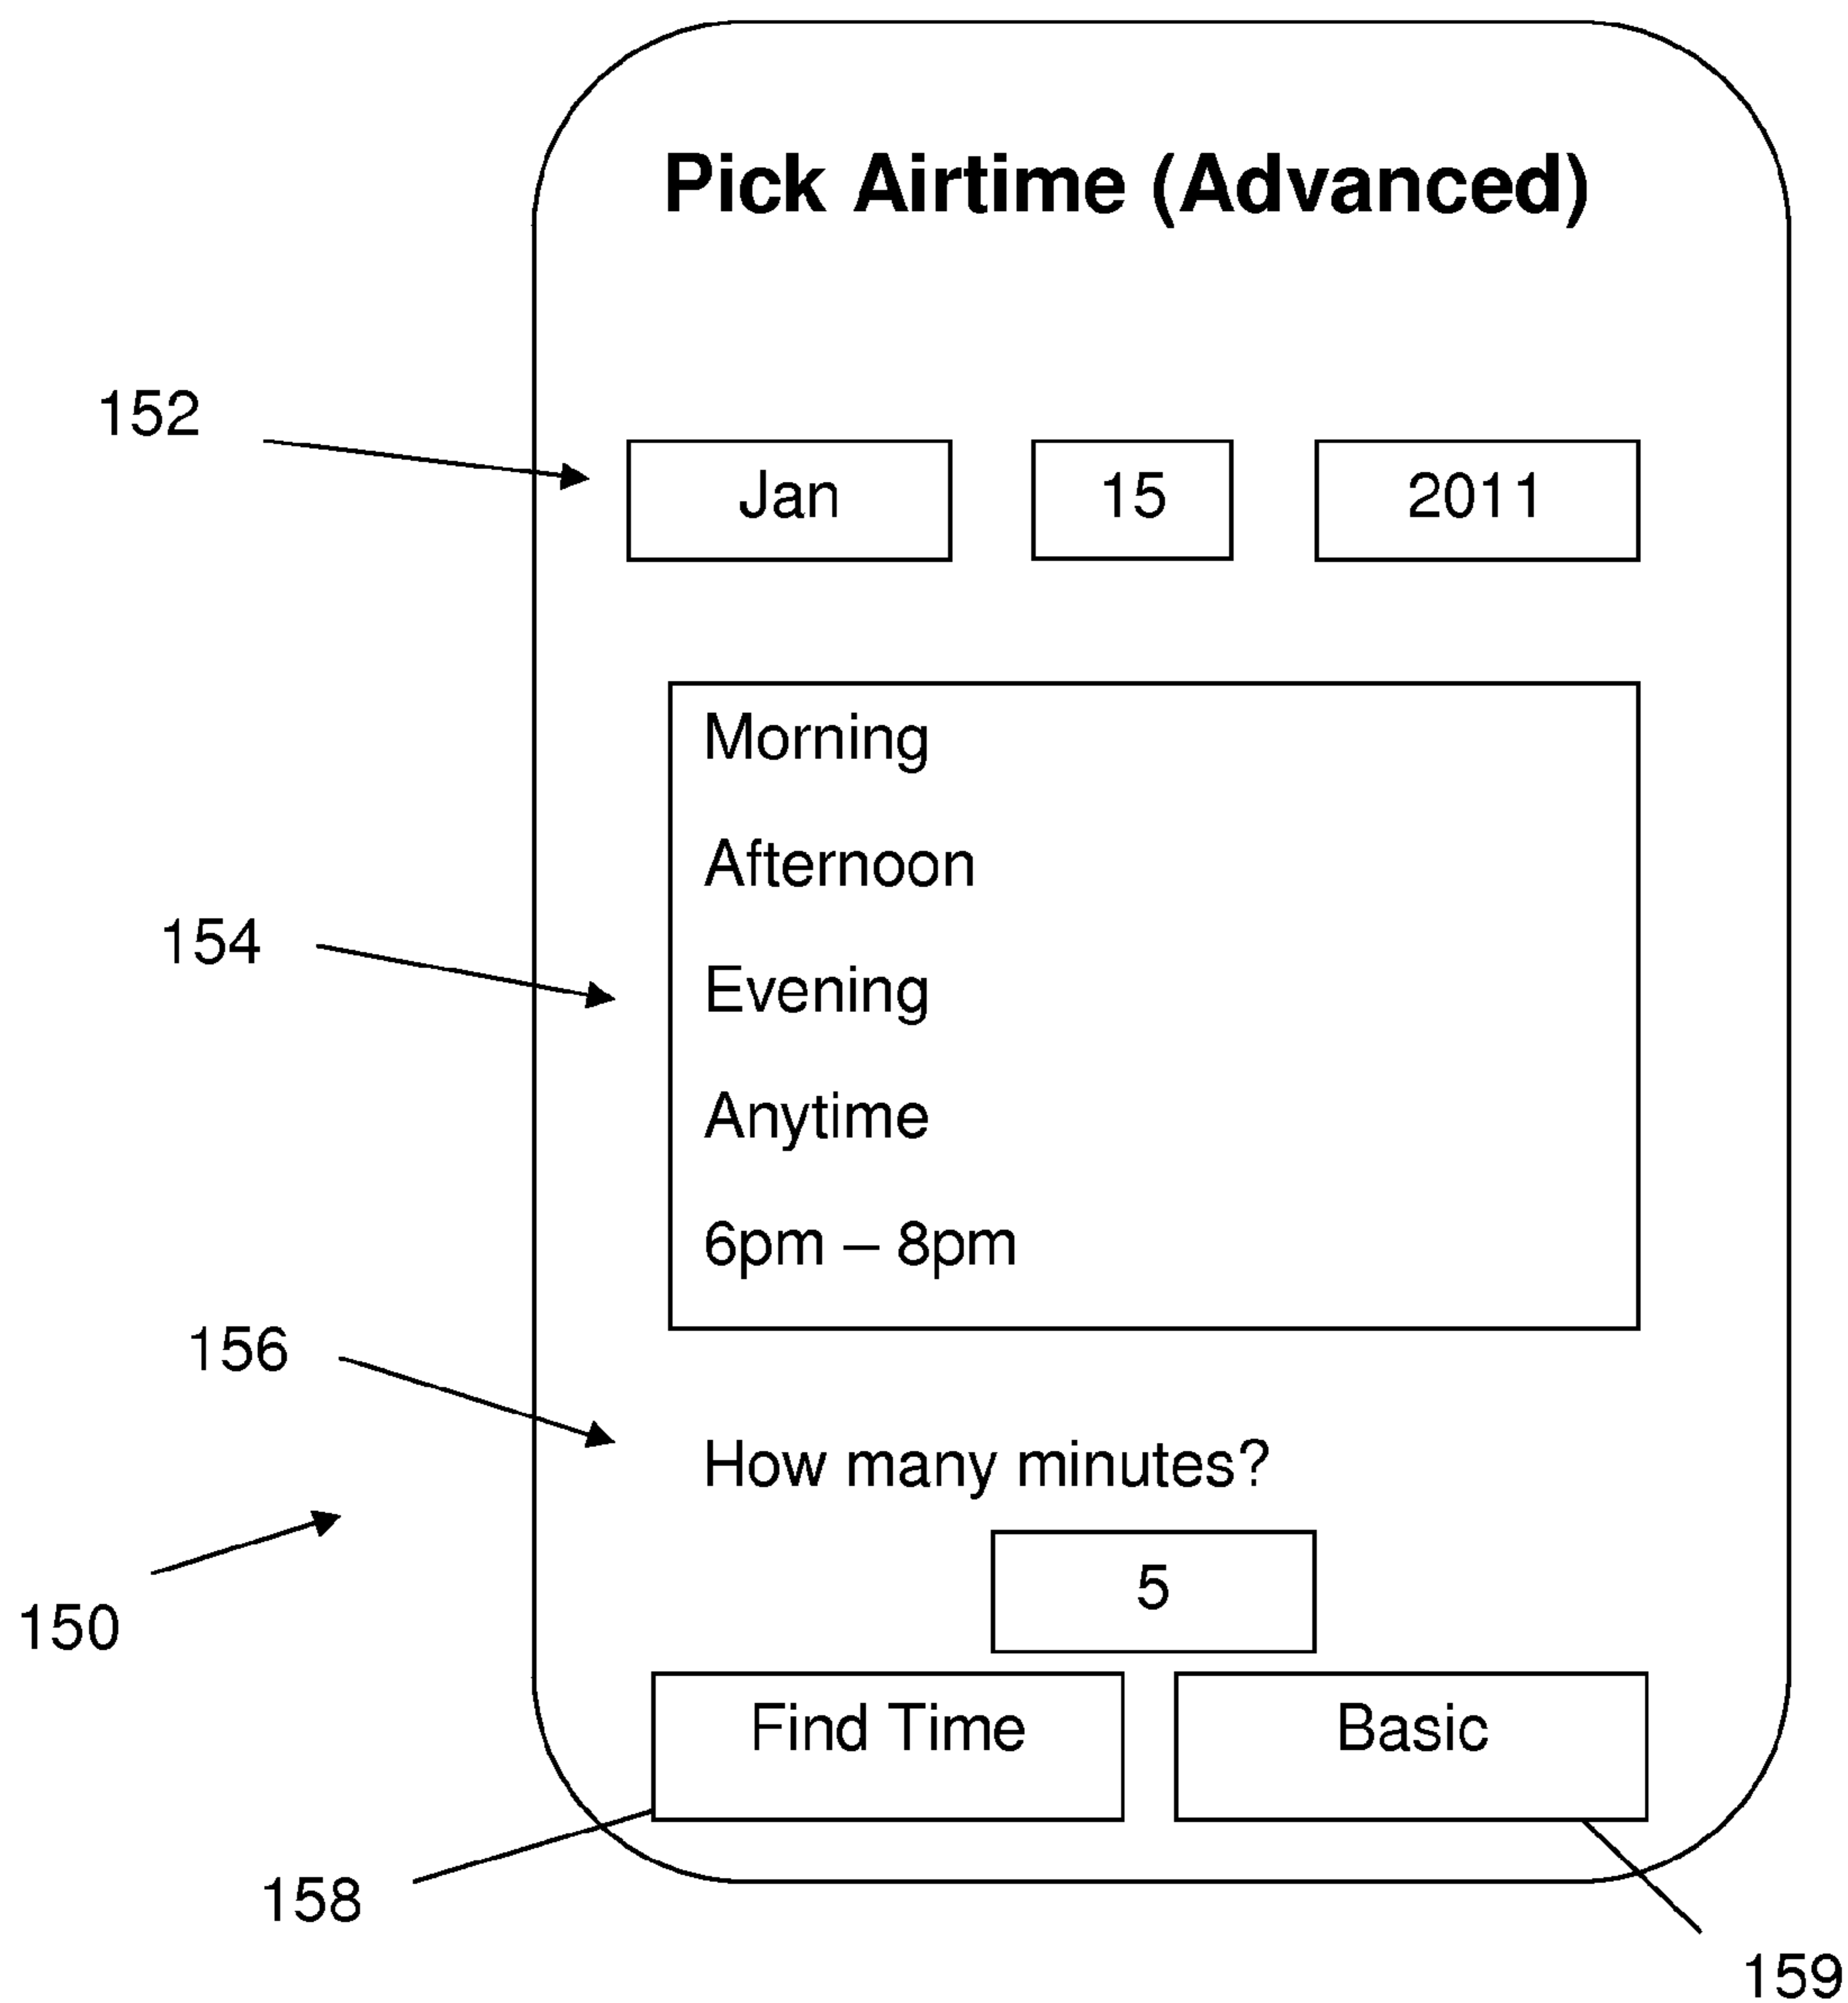 Pick Airtime (Advanced)
152
Jan 15 2011
Morning
Afternoon
154
Evening
Anytime
6pm – 8pm
156
How many minutes?
150
5
Find Time Basic
158
159